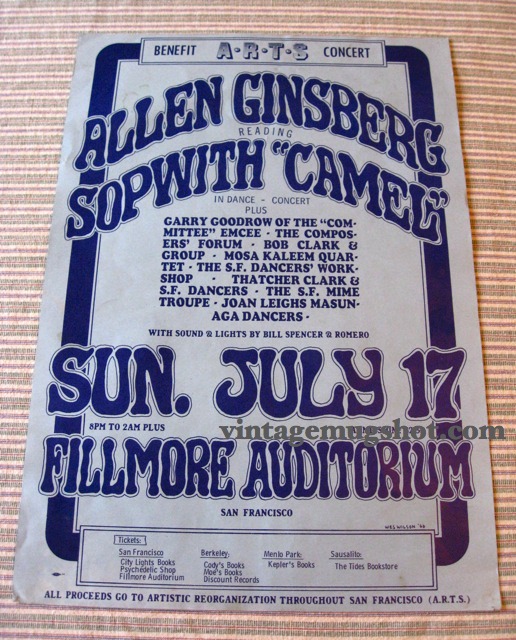 BENEFIT A·R·T·S CONCERT
ALLEN GINSBERG
READING
SOPWITH "CAMEL"
IN DANCE - CONCERT
PLUS
GARRY GOODROW OF THE "COM-
MITTEE" EMCEE · THE COMPOS-
ERS' FORUM · BOB CLARK &
GROUP · MOSA KALEEM QUAR-
TET · THE S.F. DANCERS' WORK-
SHOP · THATCHER CLARK &
S.F. DANCERS · THE S.F. MIME
TROUPE · JOAN LEIGHS MASUN-
AGA DANCERS ·
WITH SOUND & LIGHTS BY BILL SPENCER & ROMERO
SUN. JULY 17
8PM TO 2AM PLUS
vintagemugshot.com
FILLMORE AUDITORIUM
SAN FRANCISCO
WES WILSON '66
Tickets:
San Francisco
City Lights Books
Psychedelic Shop
Fillmore Auditorium
Berkeley:
Cody's Books
Moe's Books
Discount Records
Menlo Park:
Kepler's Books
Sausalito:
The Tides Bookstore
ALL PROCEEDS GO TO ARTISTIC REORGANIZATION THROUGHOUT SAN FRANCISCO (A.R.T.S.)